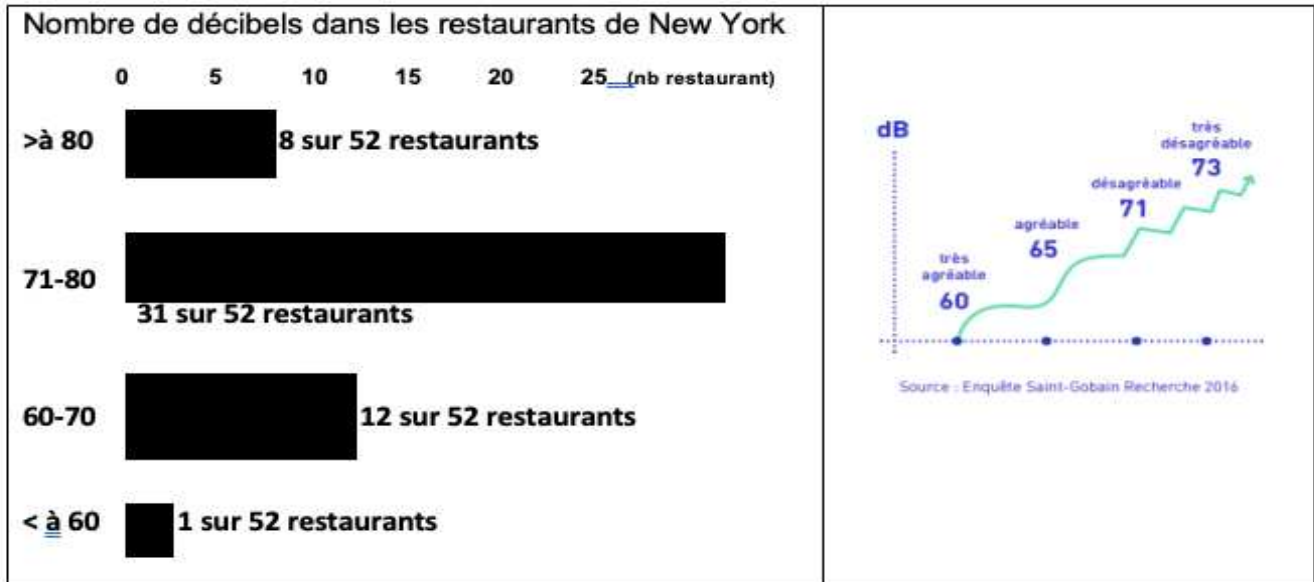 Nombre de décibels dans les restaurants de New York
0 5 10 15 20 25 (nb restaurant)
>à 80 8 sur 52 restaurants
71-80
31 sur 52 restaurants
60-70 12 sur 52 restaurants
< à 60 1 sur 52 restaurants
dB
très
désagréable
73
désagréable
71
agréable
65
très
agréable
60
Source : Enquête Saint-Gobain Recherche 2016